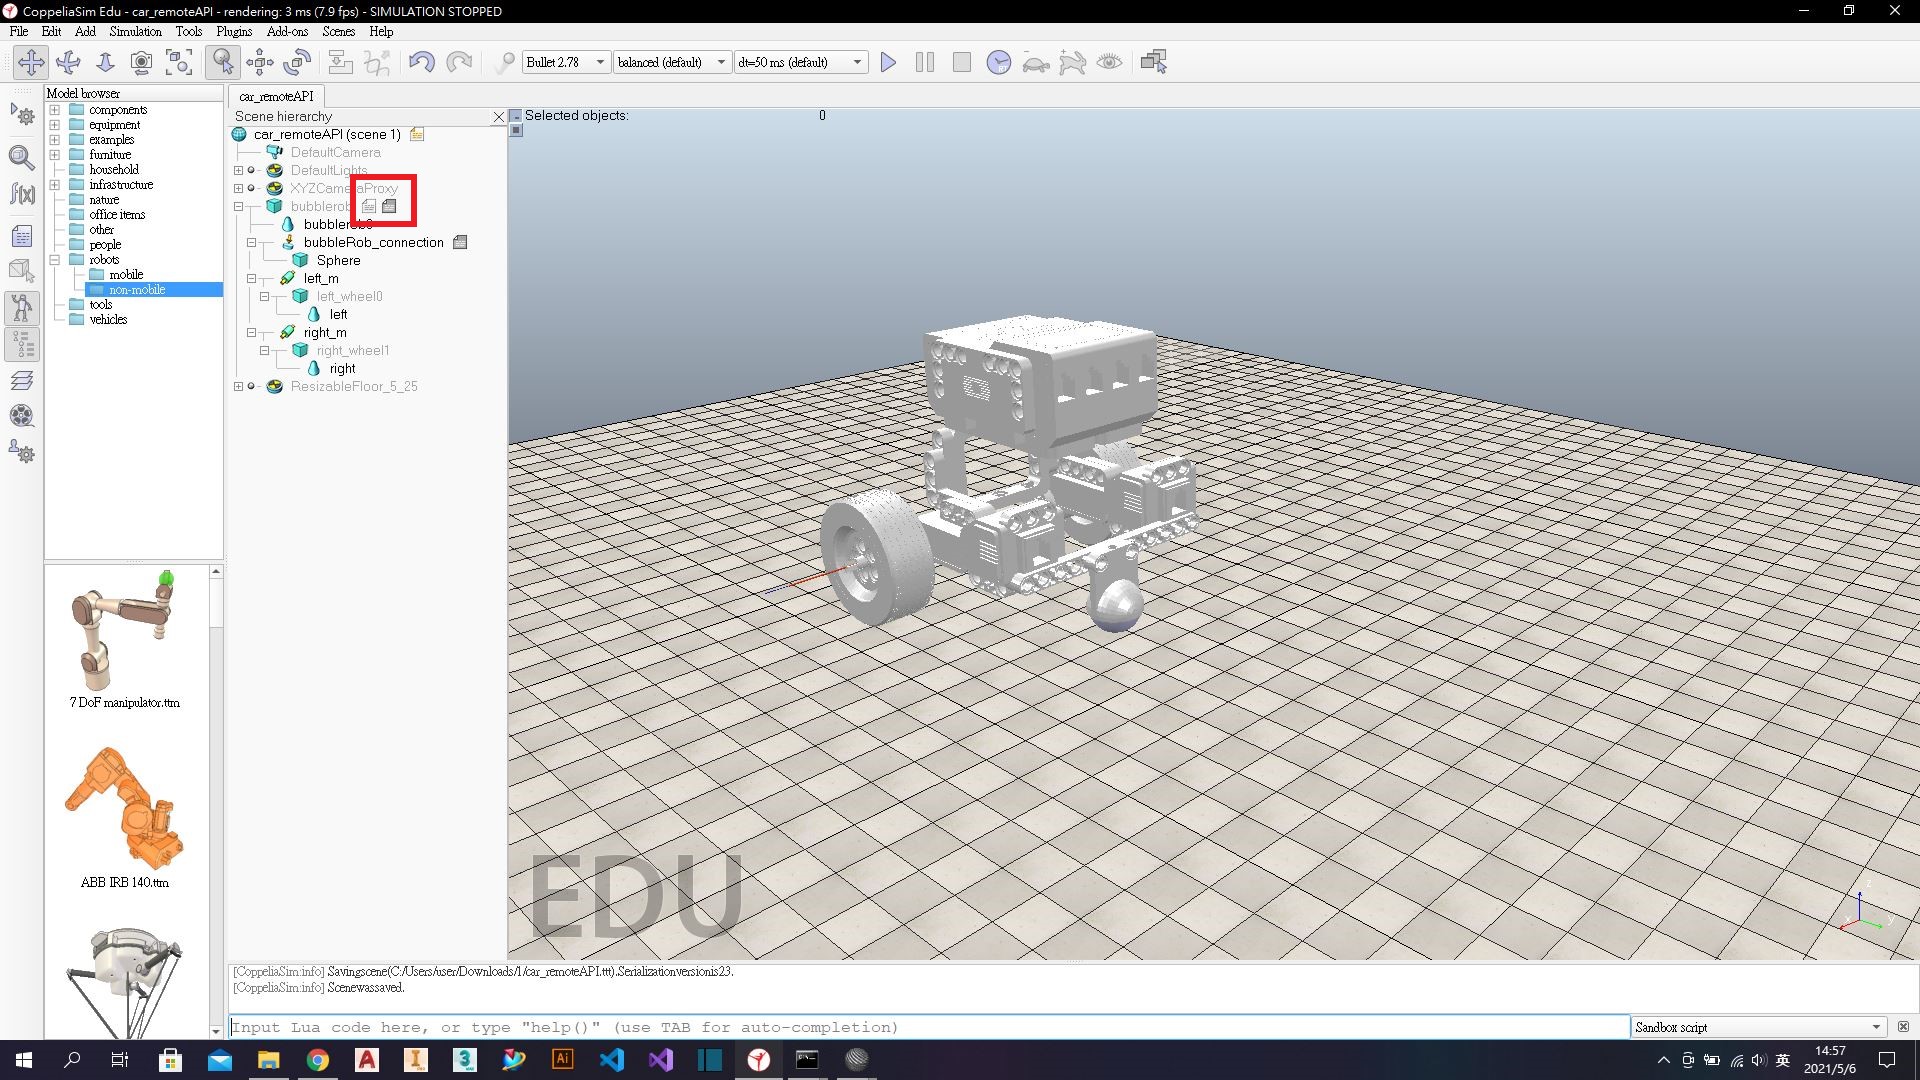 CoppeliaSim Edu - car_remoteAPI - rendering: 3 ms (7.9 fps) - SIMULATION STOPPED
File Edit Add Simulation Tools Plugins Add-ons Scenes Help
Bullet 2.78 balanced (default) dt=50 ms (default)
Model browser
components
equipment
examples
furniture
household
infrastructure
nature
office items
other
people
robots
mobile
non-mobile
tools
vehicles
7 DoF manipulator.ttm
ABB IRB 140.ttm
car_remoteAPI
Scene hierarchy
car_remoteAPI (scene 1)
DefaultCamera
DefaultLights
XYZCameraProxy
bubblerob
bubblerob0
bubbleRob_connection
Sphere
left_m
left_wheel0
left
right_m
right_wheel1
right
ResizableFloor_5_25
Selected objects: 0
EDU
[CoppeliaSim:info] Savingscene(C:/Users/user/Downloads/1/car_remoteAPI.ttt).Serializationversionis23.
[CoppeliaSim:info] Scenewassaved.
Input Lua code here, or type "help()" (use TAB for auto-completion)
Sandbox script
英
14:57
2021/5/6